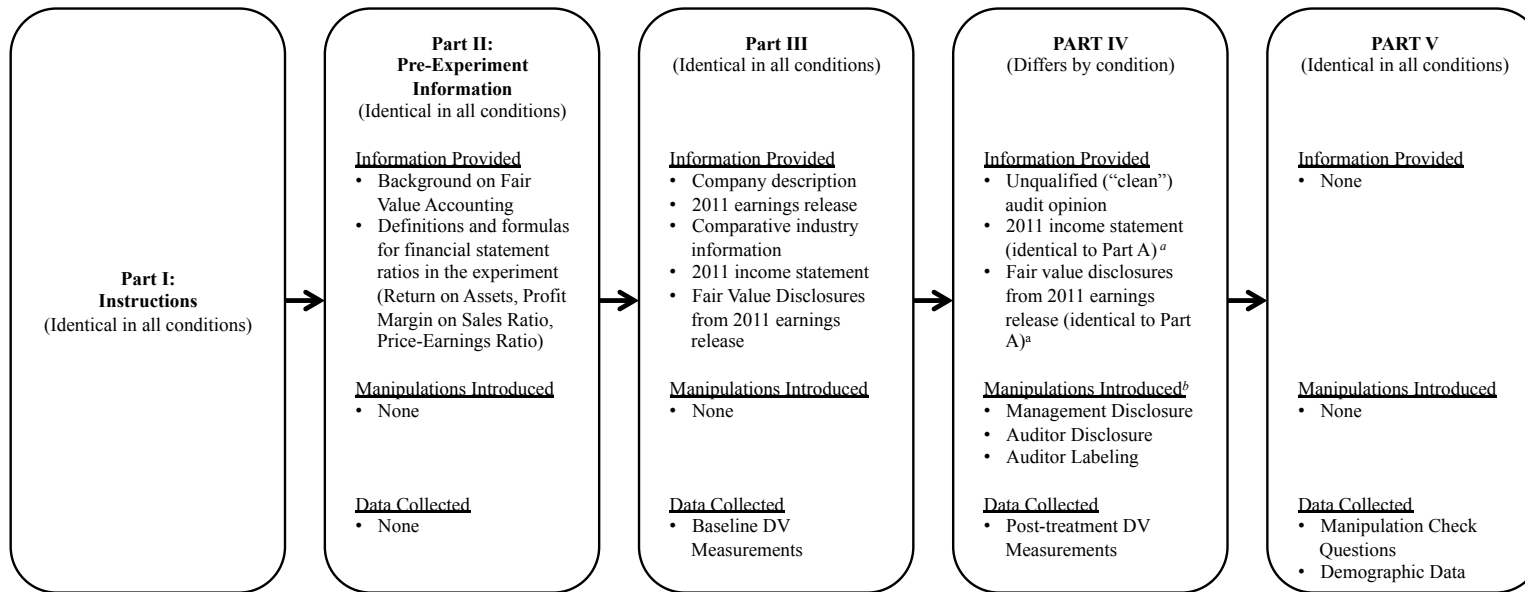 Part I:
Instructions
(Identical in all conditions)
Part II:
Pre-Experiment
Information
(Identical in all conditions)
Information Provided
• Background on Fair
Value Accounting
• Definitions and formulas
for financial statement
ratios in the experiment
(Return on Assets, Profit
Margin on Sales Ratio,
Price-Earnings Ratio)
Manipulations Introduced
• None
Data Collected
• None
Part III
(Identical in all conditions)
Information Provided
• Company description
• 2011 earnings release
• Comparative industry
information
• 2011 income statement
• Fair Value Disclosures
from 2011 earnings
release
Manipulations Introduced
• None
Data Collected
• Baseline DV
Measurements
PART IV
(Differs by condition)
Information Provided
• Unqualified (“clean”)
audit opinion
• 2011 income statement
(identical to Part A) a
• Fair value disclosures
from 2011 earnings
release (identical to Part
A)a
Manipulations Introducedb
• Management Disclosure
• Auditor Disclosure
• Auditor Labeling
Data Collected
• Post-treatment DV
Measurements
PART V
(Identical in all conditions)
Information Provided
• None
Manipulations Introduced
• None
Data Collected
• Manipulation Check
Questions
• Demographic Data